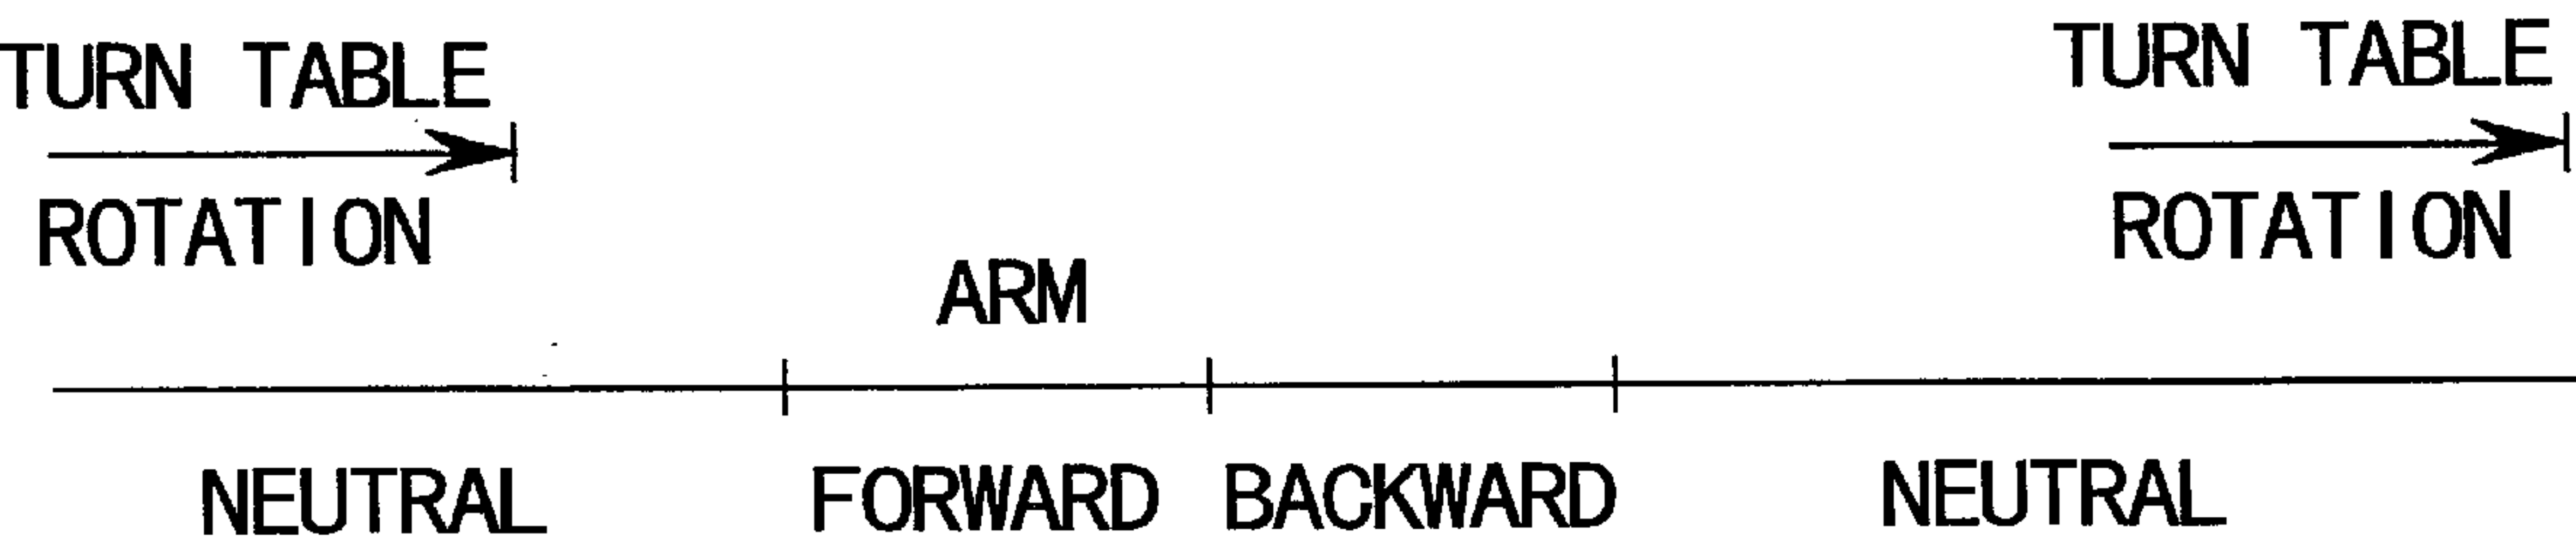 TURN TABLE
ROTATION
TURN TABLE
ROTATION
ARM
NEUTRAL FORWARD BACKWARD NEUTRAL